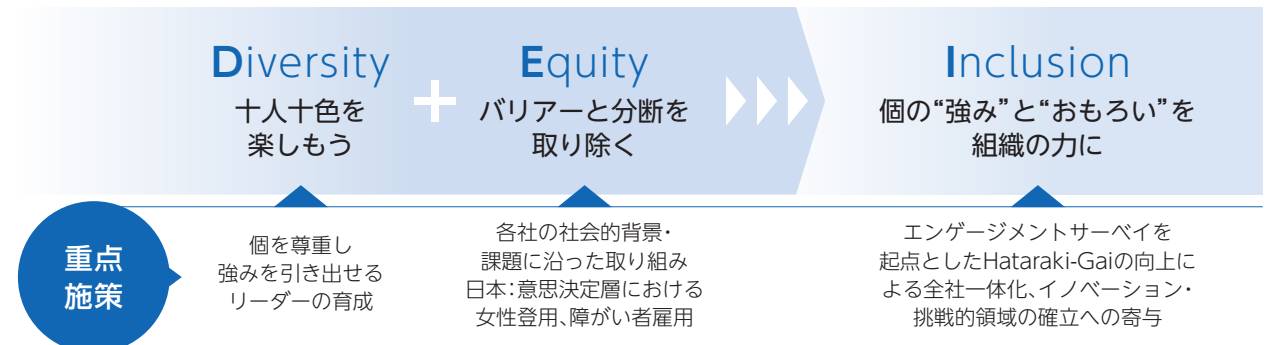 Diversity
十人十色を
楽しもう
Equity
バリアーと分断を
取り除く
Inclusion
個の“強み”と“おもろい”を
組織の力に
重点
施策
個を尊重し
強みを引き出せる
リーダーの育成
各社の社会的背景・
課題に沿った取り組み
日本：意思決定層における
女性登用、障がい者雇用
エンゲージメントサーベイを
起点としたHataraki-Gaiの向上に
よる全社一体化、イノベーション・
挑戦的領域の確立への寄与